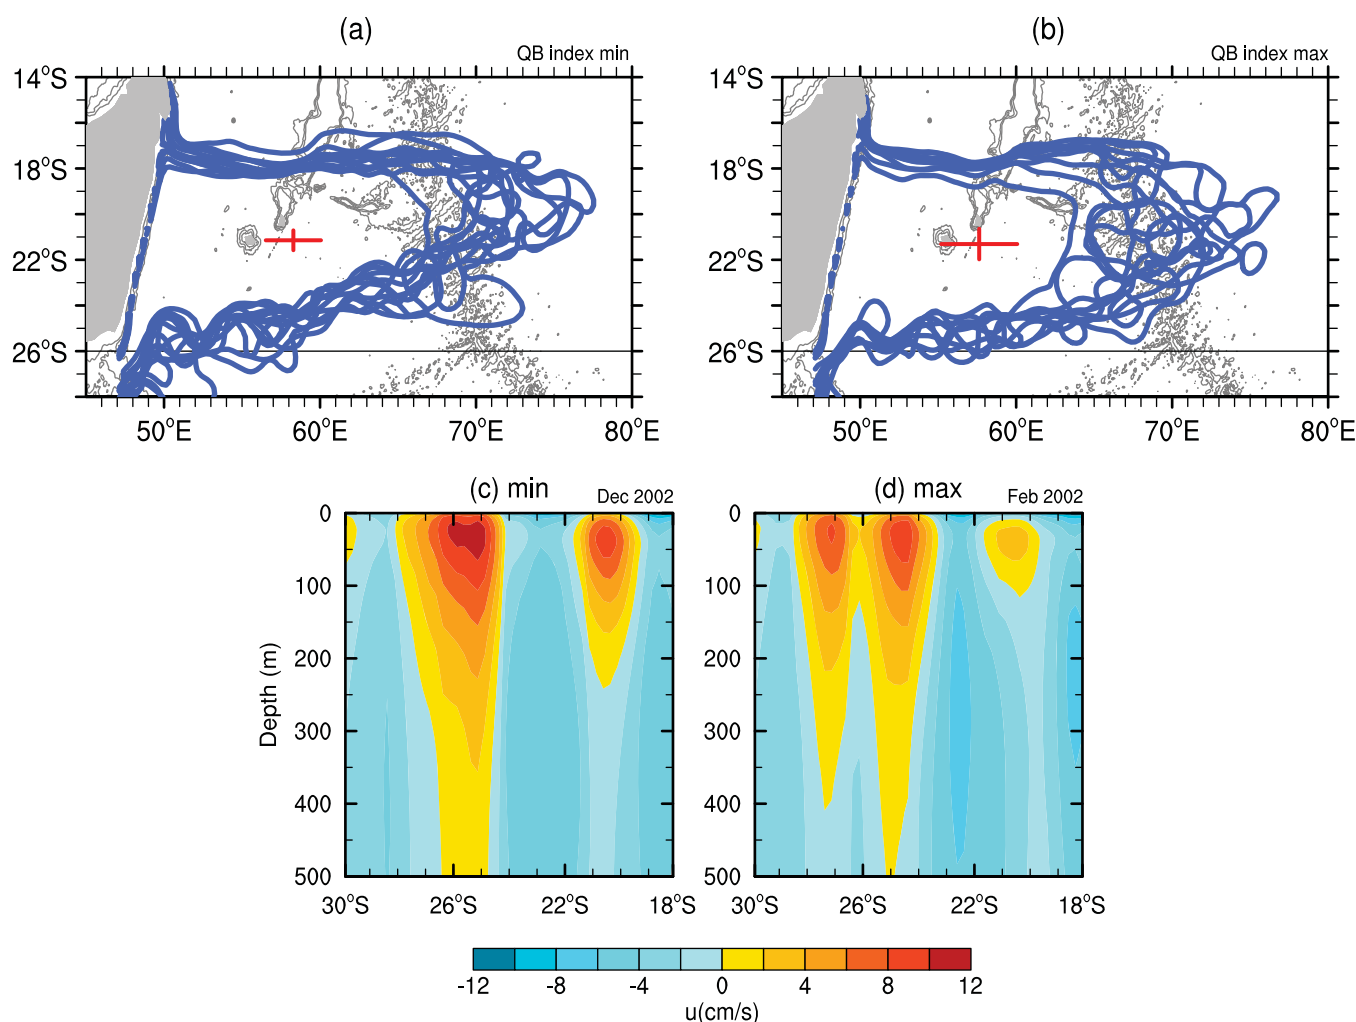 (a)
(b)
QB index min
QB index max
14°S
18°S
22°S
26°S
50°E
60°E
70°E
80°E
14°S
18°S
22°S
26°S
50°E
60°E
70°E
80°E
(c) min
Dec 2002
(d) max
Feb 2002
Depth (m)
0
100
200
300
400
500
30°S
26°S
22°S
18°S
0
100
200
300
400
500
30°S
26°S
22°S
18°S
-12
-8
-4
0
4
8
12
u(cm/s)